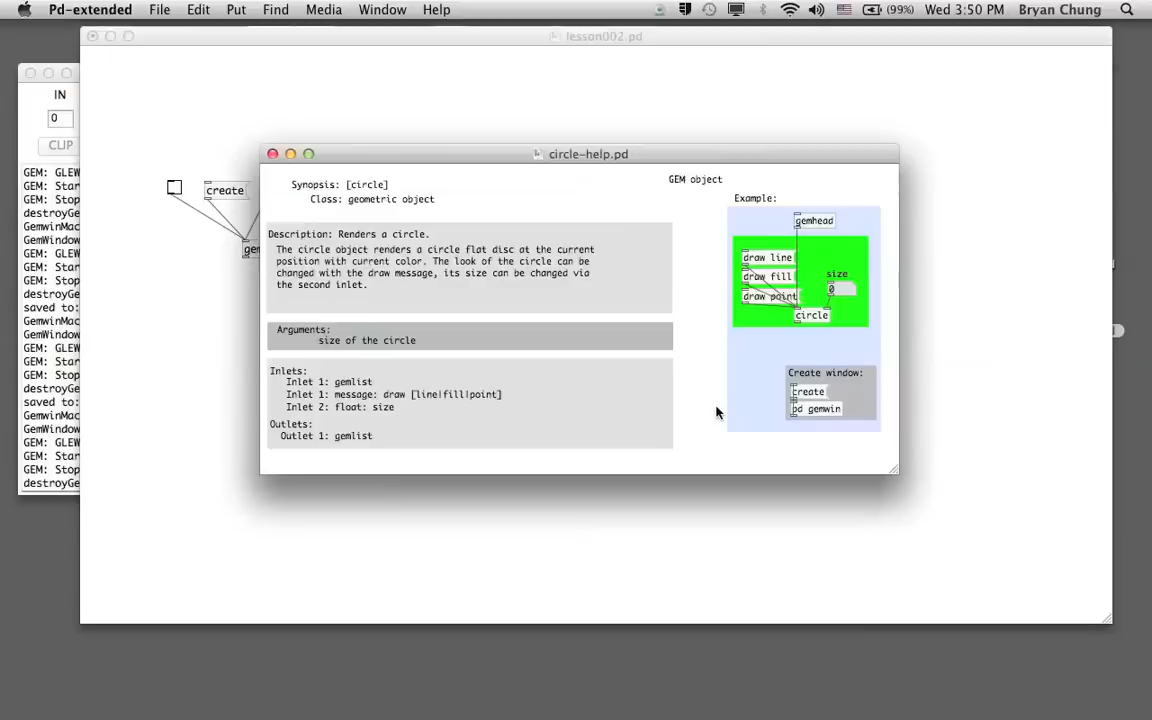 Pd-extended File Edit Put Find Media Window Help (99%) Wed 3:50 PM Bryan Chung
lesson002.pd
IN
0
CLIP
create
gem
GEM: GLEW
GEM: Star
GEM: Stop
destroyGe
GemwinMac
GemWindow
GEM: GLEW
GEM: Star
GEM: Stop
destroyGe
saved to:
GemwinMac
GemWindow
GEM: GLEW
GEM: Star
GEM: Stop
destroyGe
saved to:
GemwinMac
GemWindow
GEM: GLEW
GEM: Star
GEM: Stop
destroyGe
circle-help.pd
Synopsis: [circle]
Class: geometric object
GEM object
Description: Renders a circle.
The circle object renders a circle flat disc at the current
position with current color. The look of the circle can be
changed with the draw message, its size can be changed via
the second inlet.
Arguments:
size of the circle
Inlets:
Inlet 1: gemlist
Inlet 1: message: draw [line|fill|point]
Inlet 2: float: size
Outlets:
Outlet 1: gemlist
Example:
gemhead
draw line
draw fill
draw point
size
0
circle
Create window:
create
pd gemwin